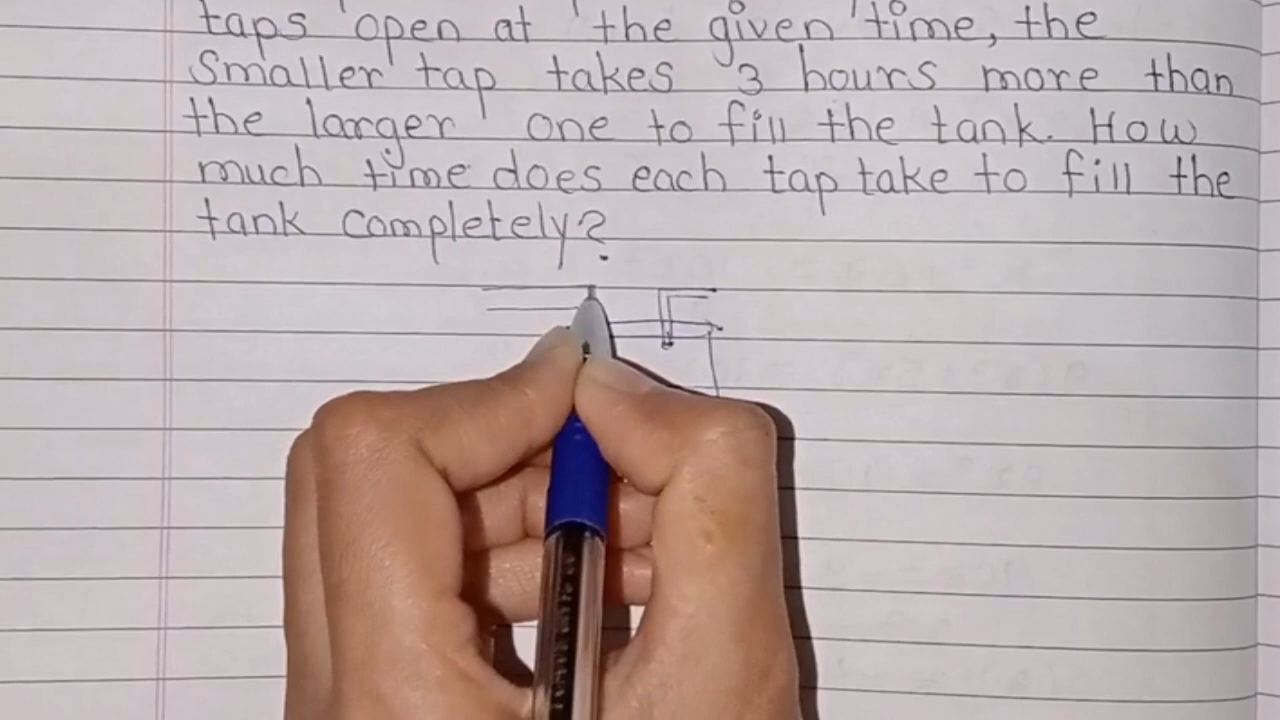 taps open at the given time, the
smaller tap takes 3 hours more than
the larger one to fill the tank. How
much time does each tap take to fill the
tank completely?